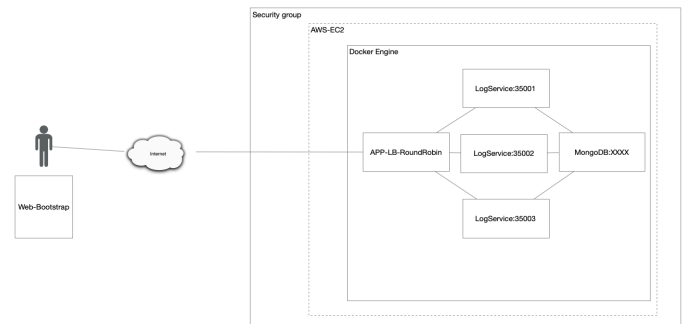 Security group
AWS-EC2
Docker Engine
LogService:35001
Internet
APP-LB-RoundRobin
LogService:35002
MongoDB:XXXX
Web-Bootstrap
LogService:35003